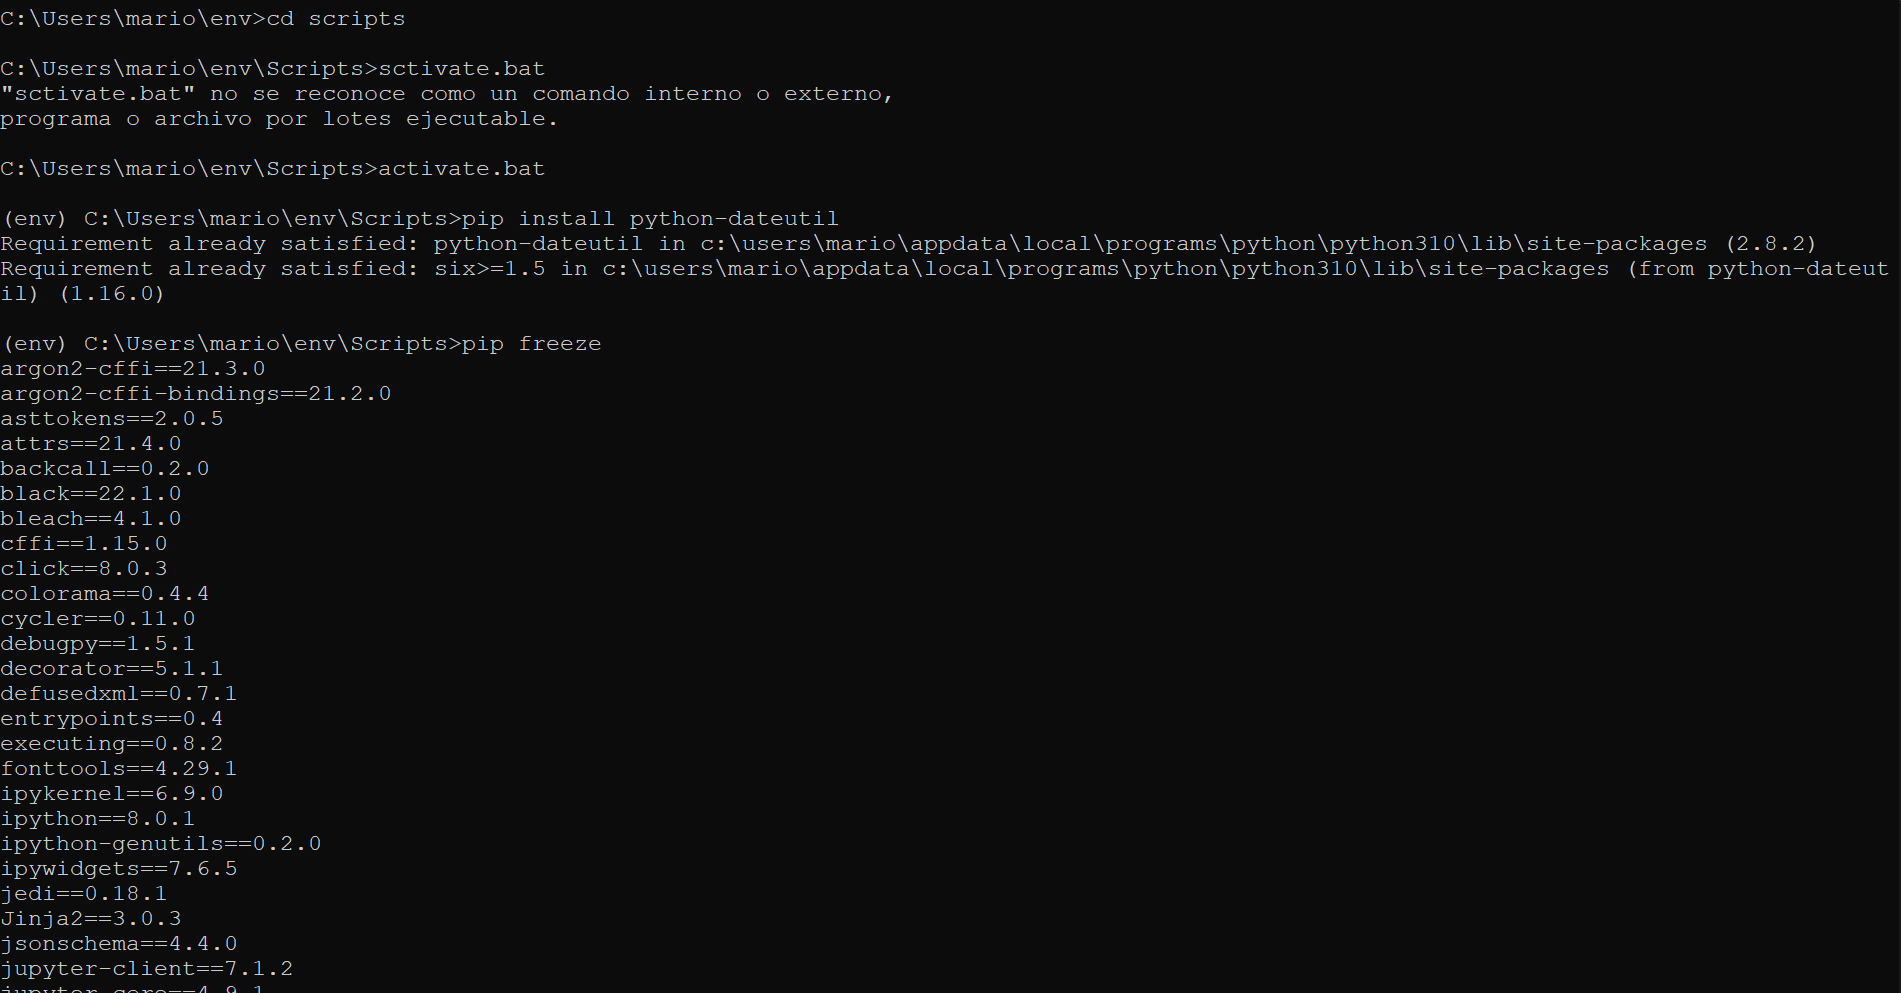 C:\Users\mario\env>cd scripts
C:\Users\mario\env\Scripts>sctivate.bat
"sctivate.bat" no se reconoce como un comando interno o externo,
programa o archivo por lotes ejecutable.
C:\Users\mario\env\Scripts>activate.bat
(env) C:\Users\mario\env\Scripts>pip install python-dateutil
Requirement already satisfied: python-dateutil in c:\users\mario\appdata\local\programs\python\python310\lib\site-packages (2.8.2)
Requirement already satisfied: six>=1.5 in c:\users\mario\appdata\local\programs\python\python310\lib\site-packages (from python-dateut
il) (1.16.0)
(env) C:\Users\mario\env\Scripts>pip freeze
argon2-cffi==21.3.0
argon2-cffi-bindings==21.2.0
asttokens==2.0.5
attrs==21.4.0
backcall==0.2.0
black==22.1.0
bleach==4.1.0
cffi==1.15.0
click==8.0.3
colorama==0.4.4
cycler==0.11.0
debugpy==1.5.1
decorator==5.1.1
defusedxml==0.7.1
entrypoints==0.4
executing==0.8.2
fonttools==4.29.1
ipykernel==6.9.0
ipython==8.0.1
ipython-genutils==0.2.0
ipywidgets==7.6.5
jedi==0.18.1
Jinja2==3.0.3
jsonschema==4.4.0
jupyter-client==7.1.2
jupyter-core==4.9.1